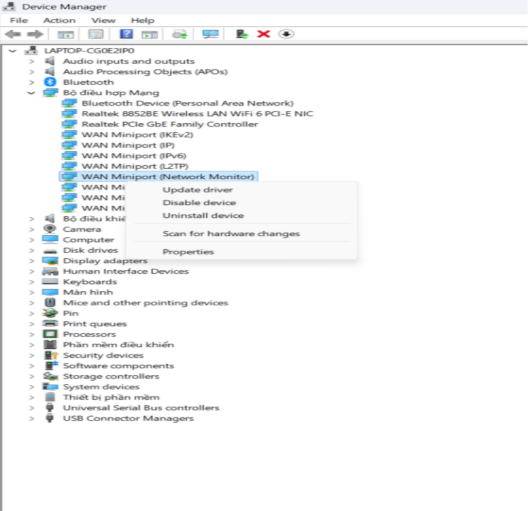 Device Manager
File Action View Help
LAPTOP-CG0E2IP0
Audio inputs and outputs
Audio Processing Objects (APOs)
Bluetooth
Bộ điều hợp Mạng
Bluetooth Device (Personal Area Network)
Realtek 8852BE Wireless LAN WiFi 6 PCI-E NIC
Realtek PCIe GbE Family Controller
WAN Miniport (IKEv2)
WAN Miniport (IP)
WAN Miniport (IPv6)
WAN Miniport (L2TP)
WAN Miniport (Network Monitor)
WAN Mi
Update driver
WAN Mi
Disable device
WAN Mi
Uninstall device
Bộ điều khiể
Camera
Scan for hardware changes
Computer
Disk drives
Properties
Display adapters
Human Interface Devices
Keyboards
Màn hình
Mice and other pointing devices
Pin
Print queues
Processors
Phần mềm điều khiển
Security devices
Software components
Storage controllers
System devices
Thiết bị phần mềm
Universal Serial Bus controllers
USB Connector Managers